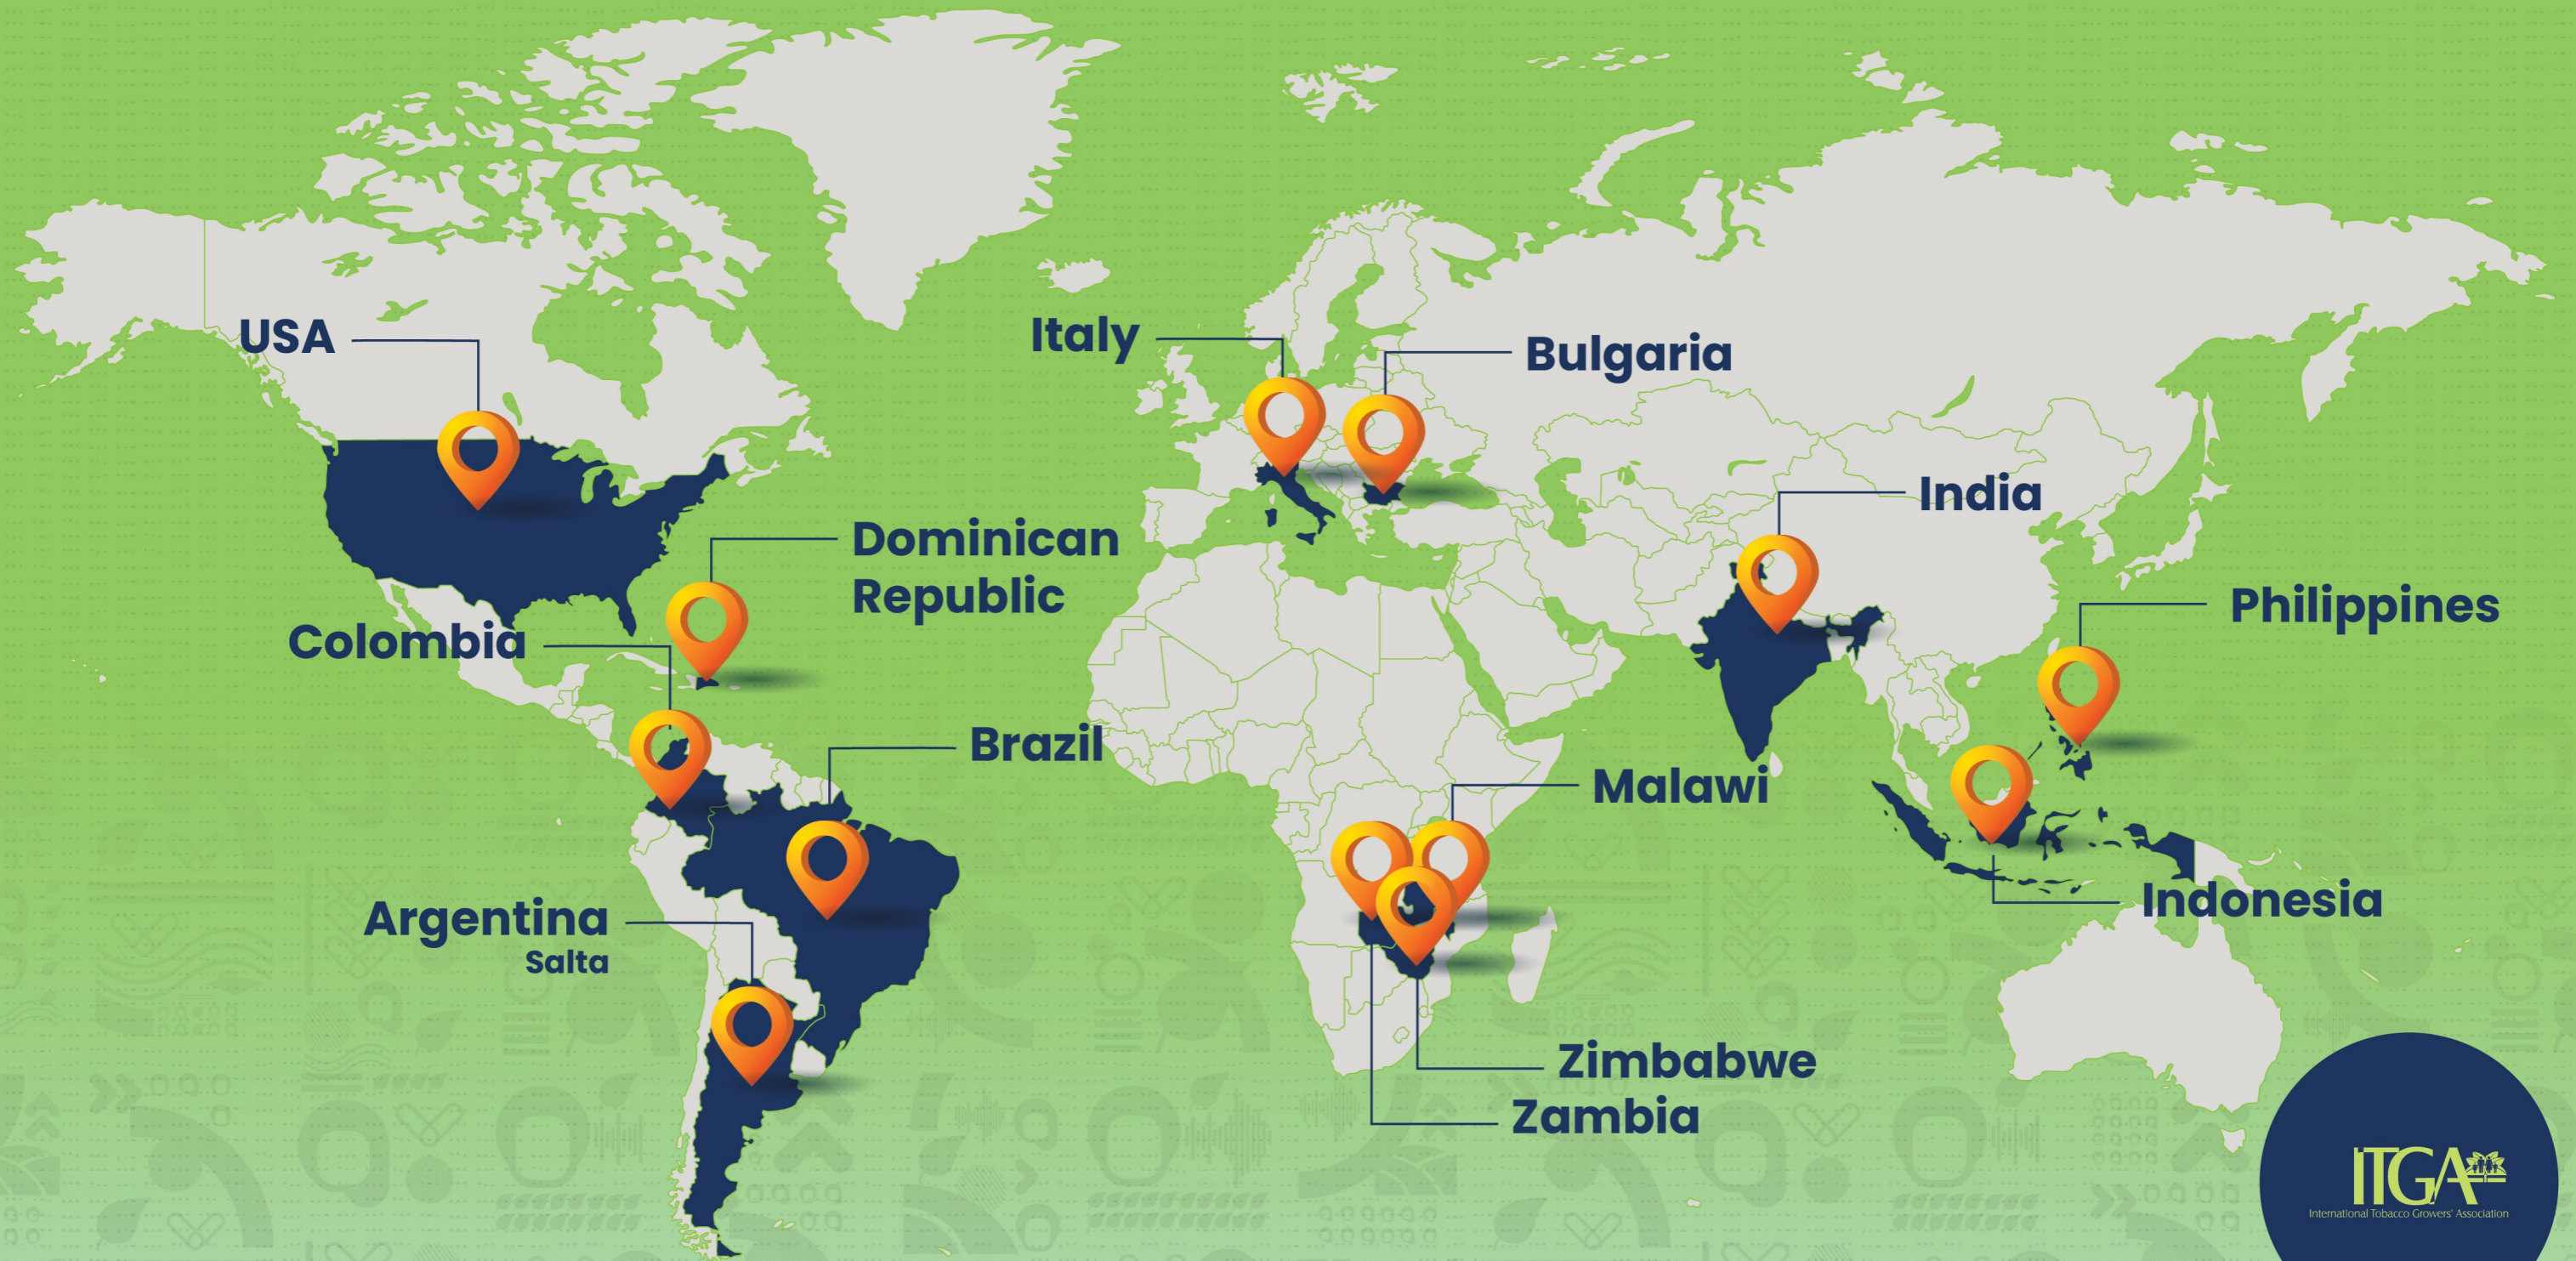 USA
Italy
Bulgaria
India
Dominican
Republic
Philippines
Colombia
Brazil
Malawi
Argentina
Salta
Indonesia
Zimbabwe
Zambia
ITGA
International Tobacco Growers' Association